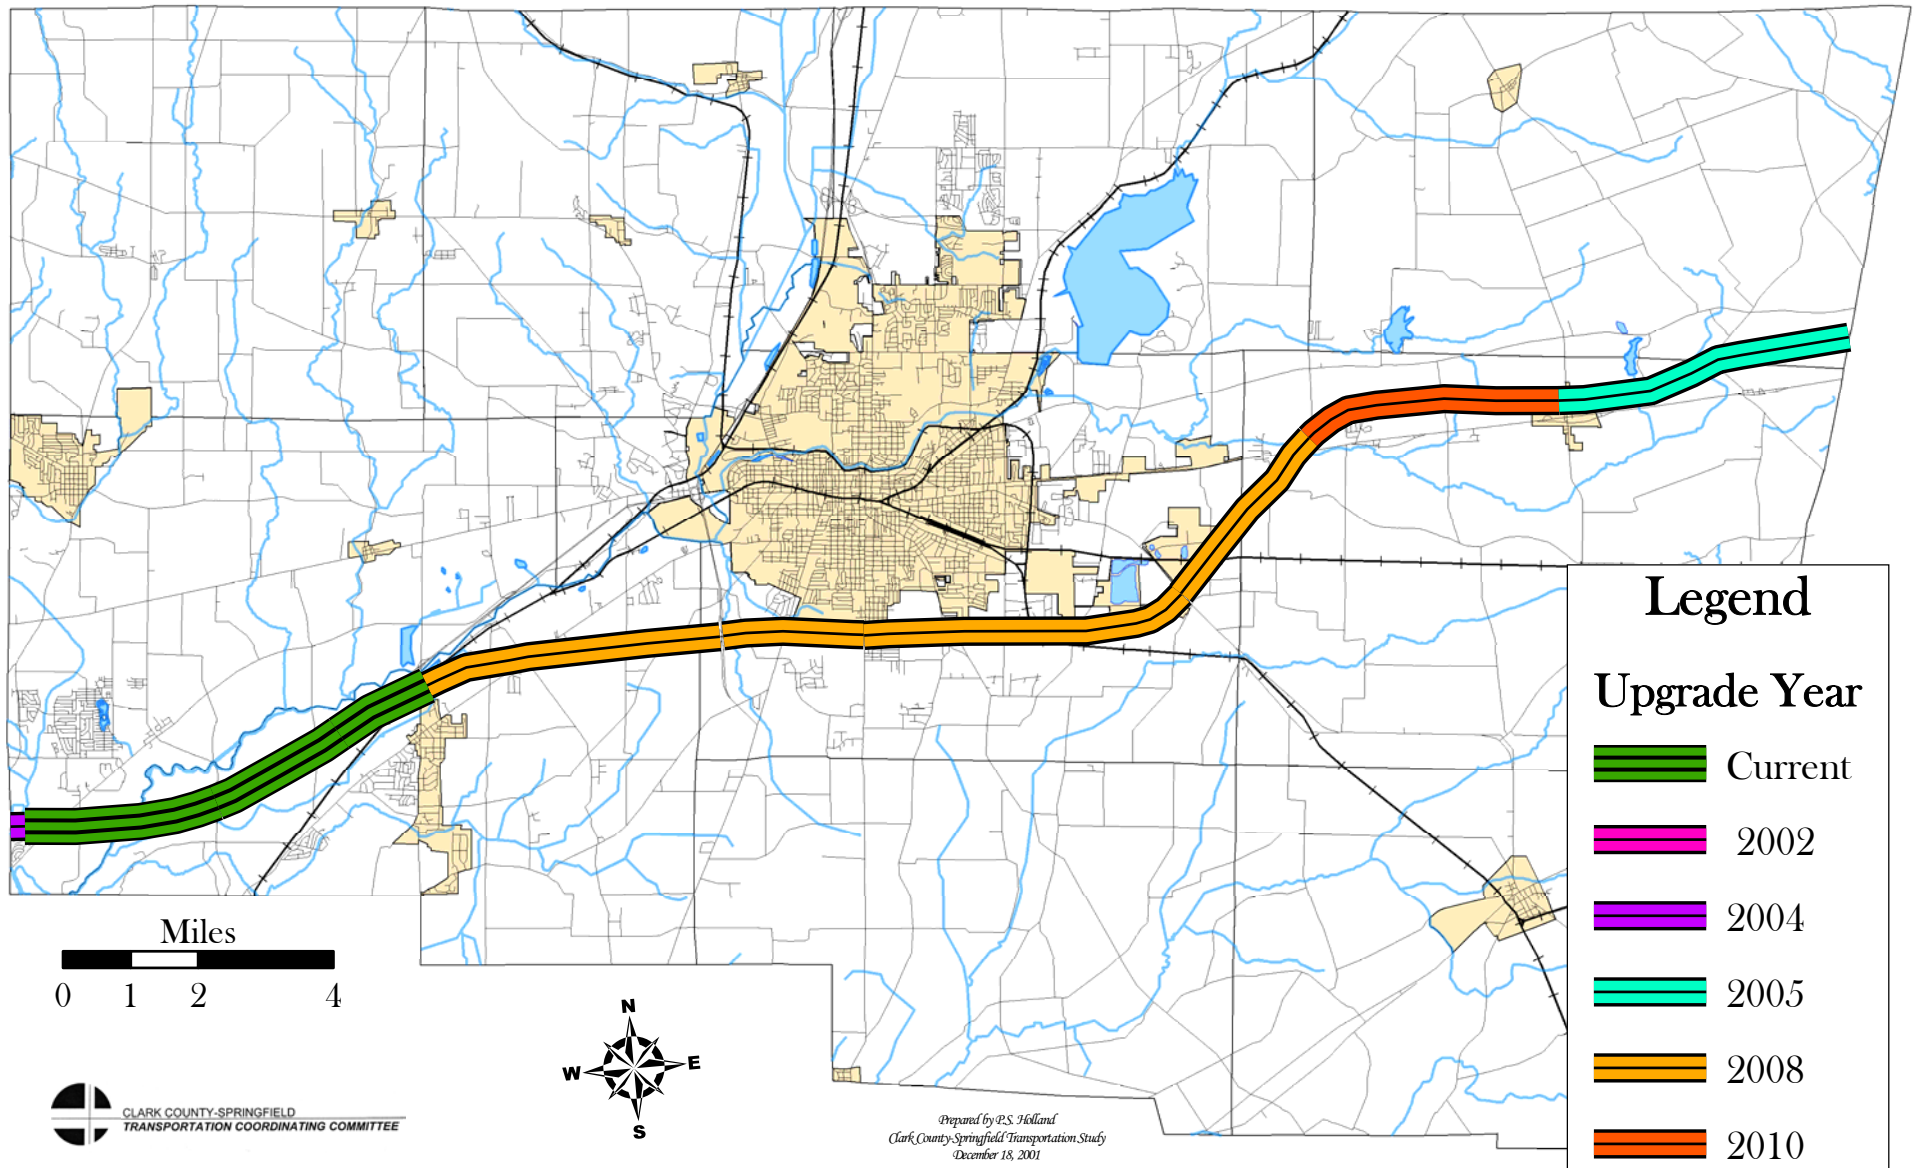 Legend
Upgrade Year
Current
2002
2004
2005
2008
2010
Miles
0 1 2 4
N
W E
S
CLARK COUNTY-SPRINGFIELD
TRANSPORTATION COORDINATING COMMITTEE
Prepared by P.S. Holland
Clark County-Springfield Transportation Study
December 18, 2001